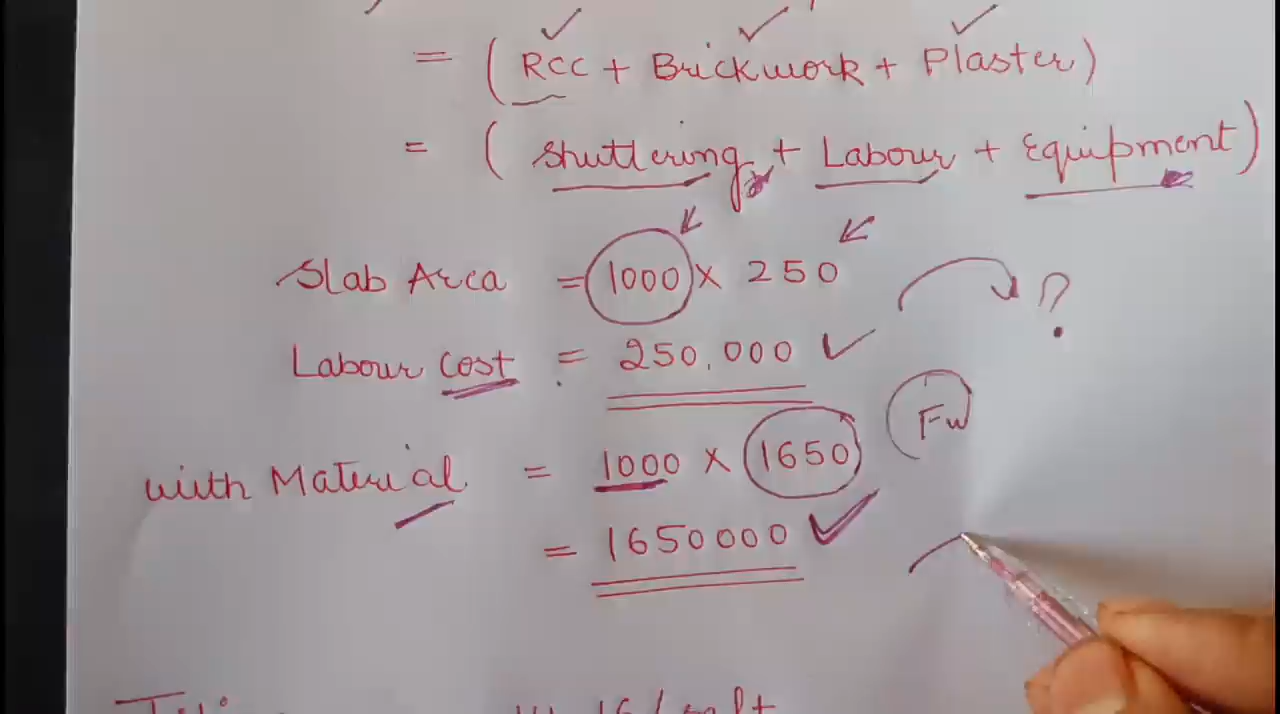 = (RCC + Brickwork + Plaster)
= (Shuttering + Labour + Equipment)
Slab Area = 1000 x 250
?
Labour Cost = 250,000
Fw
with Material = 1000 x 1650
= 1650000